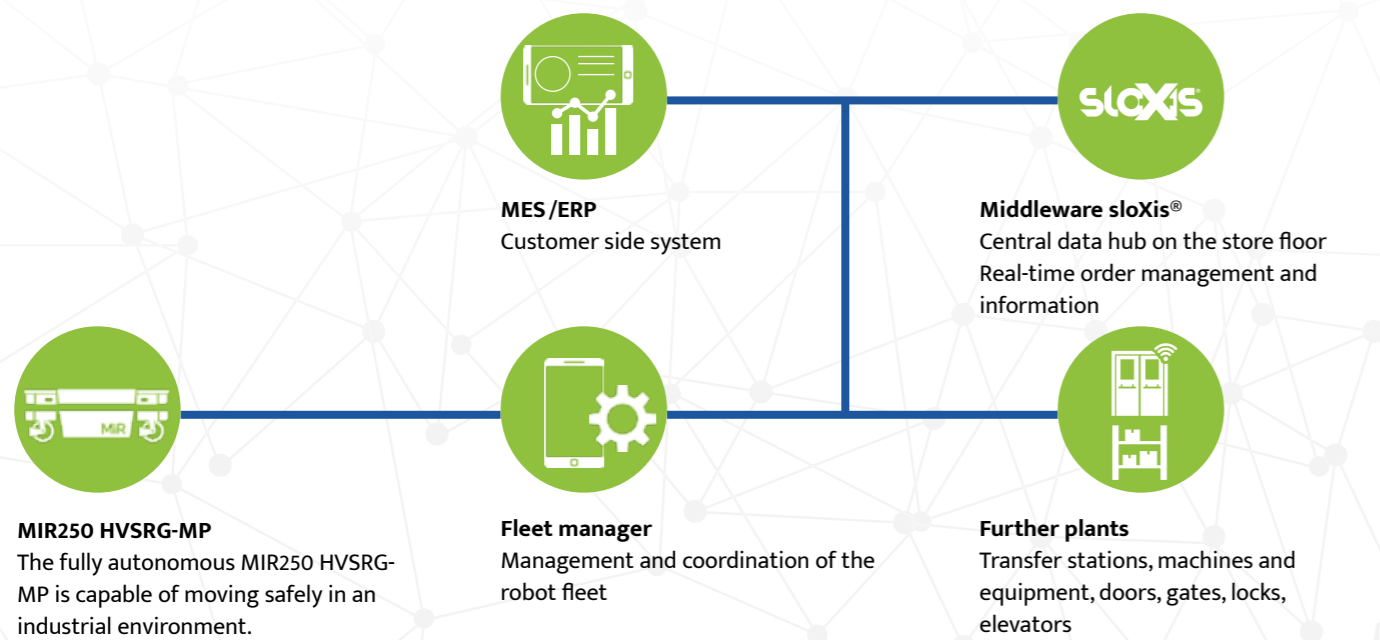 sloXis
MES/ERP
Customer side system
Middleware sloXis®
Central data hub on the store floor
Real-time order management and
information
MiR
MIR250 HVSRG-MP
The fully autonomous MIR250 HVSRG-
MP is capable of moving safely in an
industrial environment.
Fleet manager
Management and coordination of the
robot fleet
Further plants
Transfer stations, machines and
equipment, doors, gates, locks,
elevators